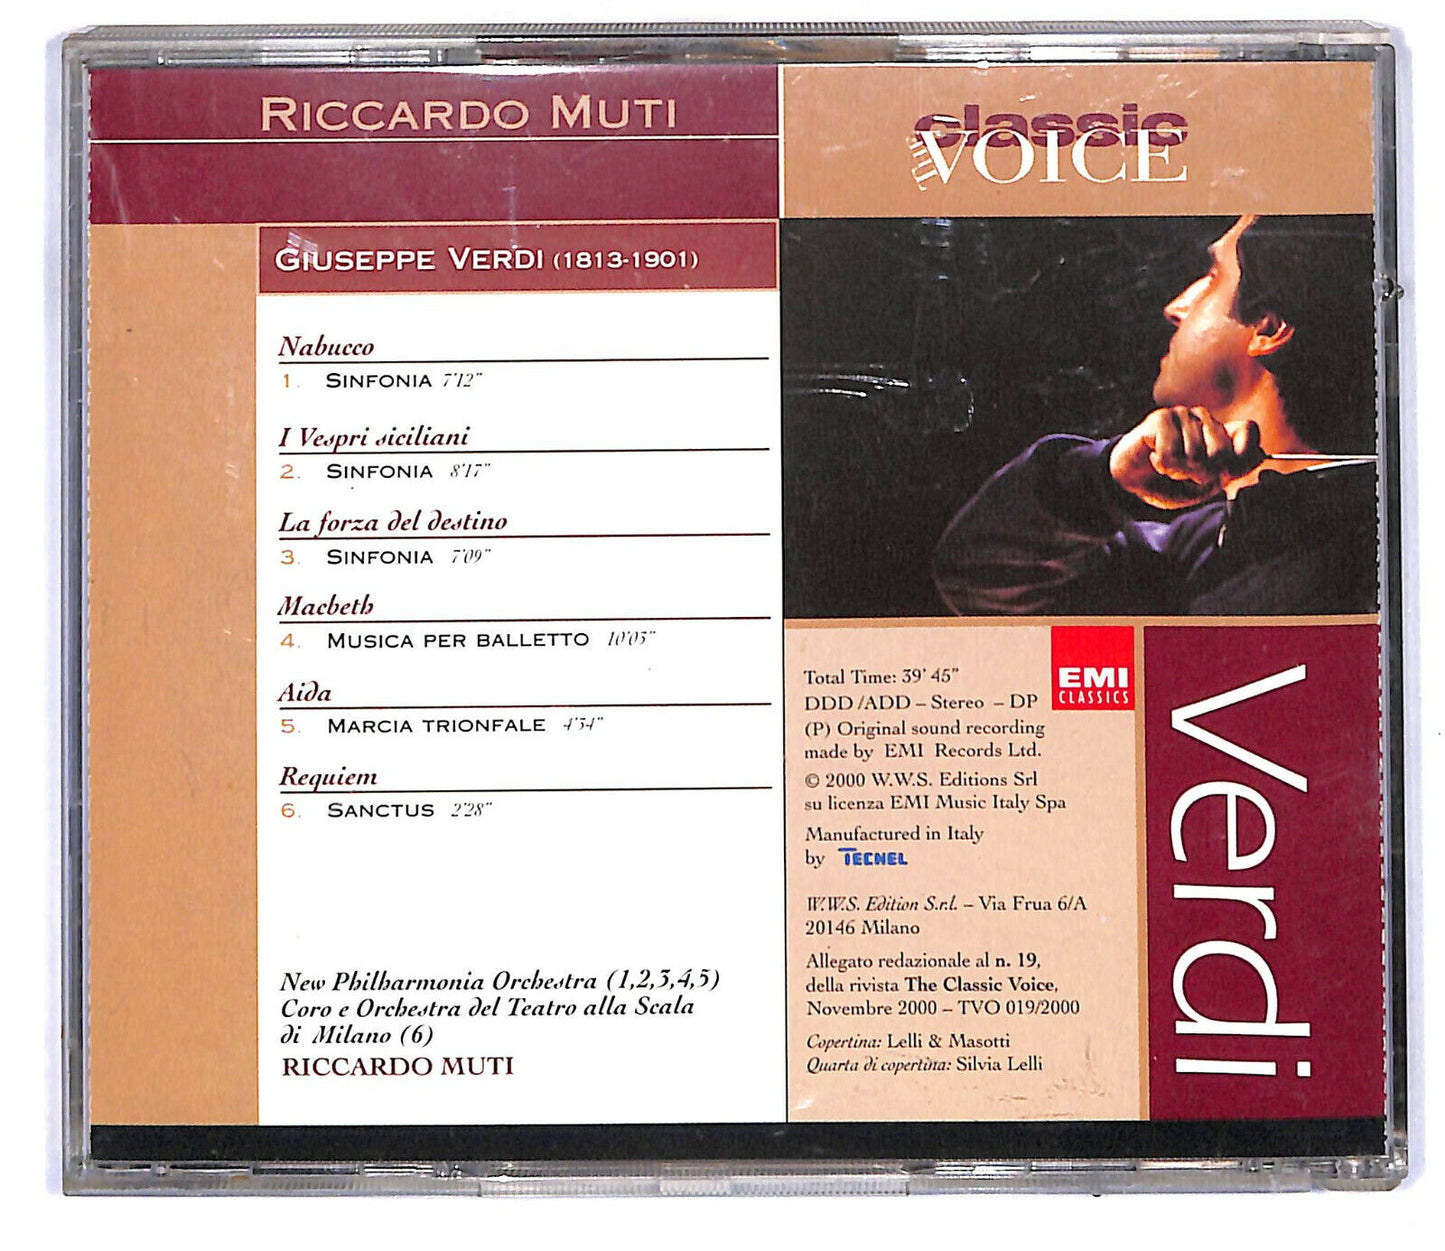 RICCARDO MUTI
classic
THE VOICE
GIUSEPPE VERDI (1813-1901)
Nabucco
1. SINFONIA 7'12"
I Vespri siciliani
2. SINFONIA 8'17"
La forza del destino
3. SINFONIA 7'09"
Macbeth
4. MUSICA PER BALLETTO 10'03"
Aida
5. MARCIA TRIONFALE 4'34"
Requiem
6. SANCTUS 2'28"
New Philharmonia Orchestra (1,2,3,4,5)
Coro e Orchestra del Teatro alla Scala
di Milano (6)
RICCARDO MUTI
EMI
CLASSICS
Total Time: 39' 45"
DDD /ADD – Stereo – DP
(P) Original sound recording
made by EMI Records Ltd.
© 2000 W.W.S. Editions Srl
su licenza EMI Music Italy Spa
Manufactured in Italy
by TECNEL
W.W.S. Edition S.r.l. – Via Frua 6/A
20146 Milano
Allegato redazionale al n. 19,
della rivista The Classic Voice,
Novembre 2000 – TVO 019/2000
Copertina: Lelli & Masotti
Quarta di copertina: Silvia Lelli
Verdi